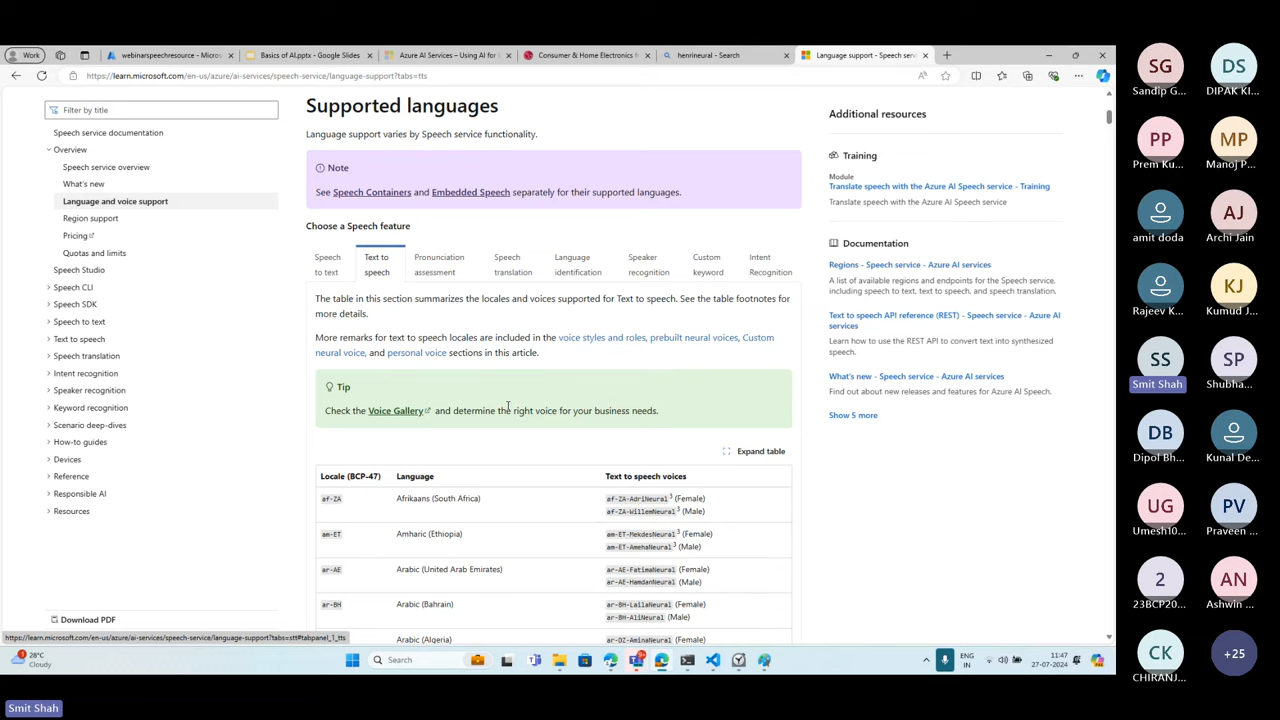 Work
webinarspeechresource - Micros
Basics of AI.pptx - Google Slides
Azure AI Services – Using AI for I
Consumer & Home Electronics fr
henrineural - Search
Language support - Speech serv
https://learn.microsoft.com/en-us/azure/ai-services/speech-service/language-support?tabs=tts
Filter by title
Speech service documentation
Overview
Speech service overview
What's new
Language and voice support
Region support
Pricing
Quotas and limits
Speech Studio
Speech CLI
Speech SDK
Speech to text
Text to speech
Speech translation
Intent recognition
Speaker recognition
Keyword recognition
Scenario deep-dives
How-to guides
Devices
Reference
Responsible AI
Resources
Download PDF
https://learn.microsoft.com/en-us/azure/ai-services/speech-service/language-support?tabs=stt#tabpanel_1_tts
Supported languages
Language support varies by Speech service functionality.
Note
See Speech Containers and Embedded Speech separately for their supported languages.
Choose a Speech feature
Speech to text
Text to speech
Pronunciation assessment
Speech translation
Language identification
Speaker recognition
Custom keyword
Intent Recognition
The table in this section summarizes the locales and voices supported for Text to speech. See the table footnotes for
more details.
More remarks for text to speech locales are included in the voice styles and roles, prebuilt neural voices, Custom
neural voice, and personal voice sections in this article.
Tip
Check the Voice Gallery and determine the right voice for your business needs.
Expand table
Locale (BCP-47) Language Text to speech voices
af-ZA Afrikaans (South Africa) af-ZA-AdriNeural 3 (Female)
af-ZA-WillemNeural 3 (Male)
am-ET Amharic (Ethiopia) am-ET-MekdesNeural 3 (Female)
am-ET-AmehaNeural 3 (Male)
ar-AE Arabic (United Arab Emirates) ar-AE-FatimaNeural (Female)
ar-AE-HamdanNeural (Male)
ar-BH Arabic (Bahrain) ar-BH-LailaNeural (Female)
ar-BH-AliNeural (Male)
Arabic (Algeria) ar-DZ-AminaNeural (Female)
Additional resources
Training
Module
Translate speech with the Azure AI Speech service - Training
Translate speech with the Azure AI Speech service
Documentation
Regions - Speech service - Azure AI services
A list of available regions and endpoints for the Speech
service, including speech to text, text to speech, and speech translation.
Text to speech API reference (REST) - Speech service - Azure AI
services
Learn how to use the REST API to convert text into synthesized
speech.
What's new - Speech service - Azure AI services
Find out about new releases and features for Azure AI Speech.
Show 5 more
28°C
Cloudy
Search
ENG
IN
11:47
27-07-2024
Smit Shah
SG
Sandip G...
DS
DIPAK KI...
PP
Prem Ku...
MP
Manoj P...
amit doda
AJ
Archi Jain
Rajeev K...
KJ
Kumud J...
SS
Smit Shah
SP
Shubha...
DB
Dipol Bh...
Kunal De...
UG
Umesh10...
PV
Praveen ...
2
23BCP20...
AN
Ashwin ...
CK
CHIRANJ...
+25